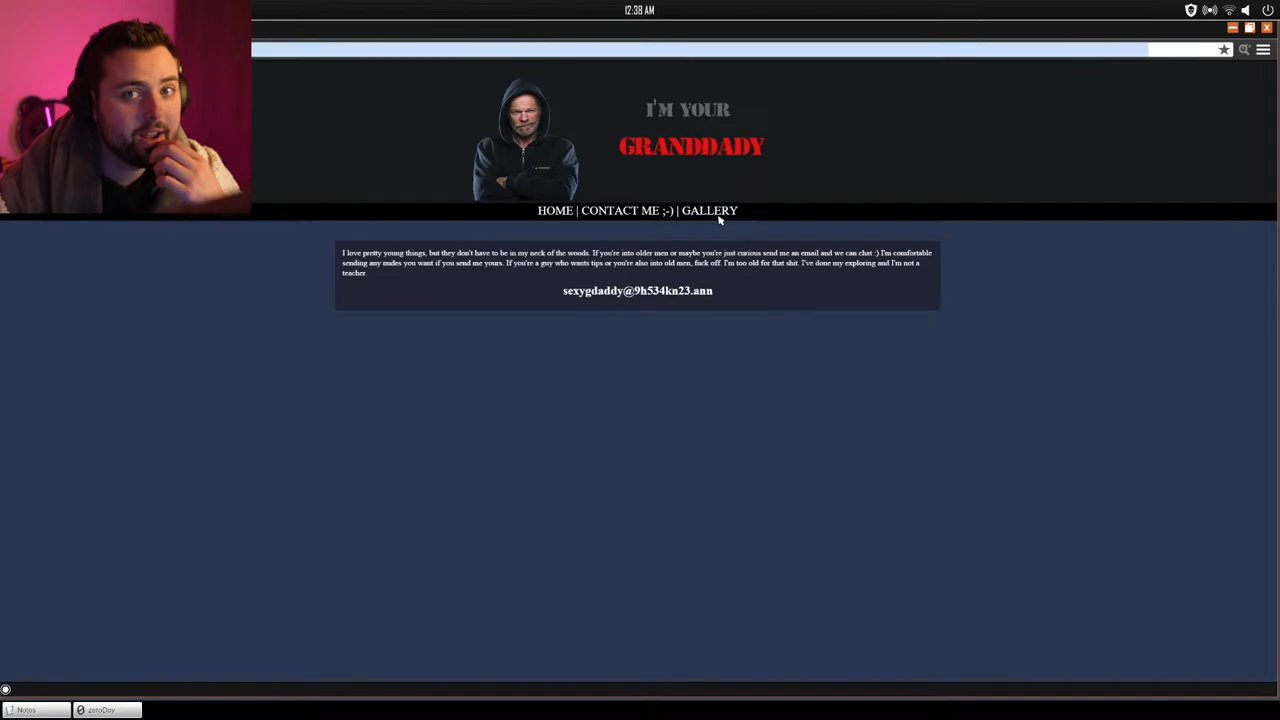 12:38 AM
I'M YOUR
GRANDDADY
HOME | CONTACT ME ;-) | GALLERY
I love pretty young things, but they don't have to be in my neck of the woods. If you're into older men or maybe you're just curious send me an email and we can chat :) I'm comfortable
sending any nudes you want if you send me yours. If you're a guy who wants tips or you're also into old men, fuck off. I'm too old for that shit. I've done my exploring and I'm not a
teacher.
sexygdaddy@9h534kn23.ann
Notes
zeroDay